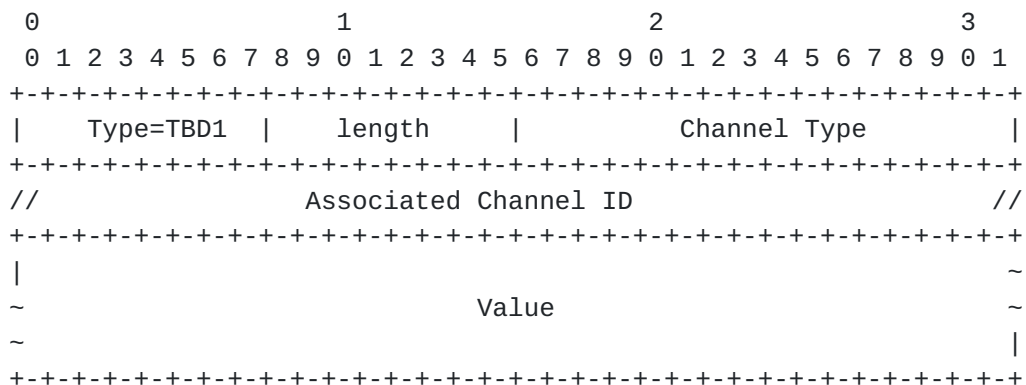 0                   1                   2                   3
 0 1 2 3 4 5 6 7 8 9 0 1 2 3 4 5 6 7 8 9 0 1 2 3 4 5 6 7 8 9 0 1
+-+-+-+-+-+-+-+-+-+-+-+-+-+-+-+-+-+-+-+-+-+-+-+-+-+-+-+-+-+-+-+-+
|    Type=TBD1  |    length     |          Channel Type         |
+-+-+-+-+-+-+-+-+-+-+-+-+-+-+-+-+-+-+-+-+-+-+-+-+-+-+-+-+-+-+-+-+
//                 Associated Channel ID                       //
+-+-+-+-+-+-+-+-+-+-+-+-+-+-+-+-+-+-+-+-+-+-+-+-+-+-+-+-+-+-+-+-+
|                                                               ~
~                             Value                             ~
~                                                               |
+-+-+-+-+-+-+-+-+-+-+-+-+-+-+-+-+-+-+-+-+-+-+-+-+-+-+-+-+-+-+-+-+